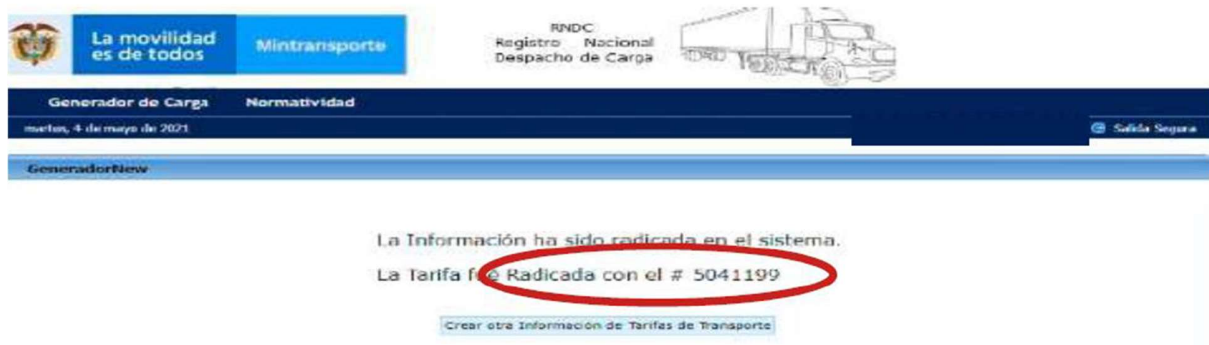 La movilidad
es de todos
Mintransporte
RNDC
Registro Nacional
Despacho de Carga
Generador de Carga Normatividad
martes, 4 de mayo de 2021
Salida Segura
GeneradorNew
La Información ha sido radicada en el sistema.
La Tarifa fue Radicada con el # 5041199
Crear otra Información de Tarifas de Transporte